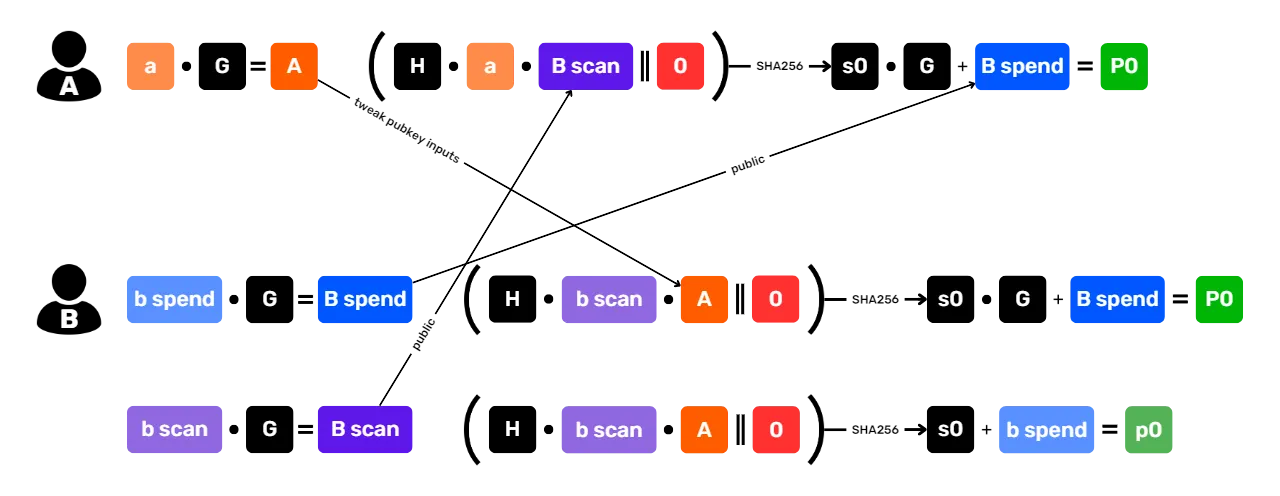 A a • G = A ( H • a • B scan || 0 ) SHA256 s0 • G + B spend = P0
tweak pubkey inputs
public
B b spend • G = B spend ( H • b scan • A || 0 ) SHA256 s0 • G + B spend = P0
public
b scan • G = B scan ( H • b scan • A || 0 ) SHA256 s0 + b spend = p0